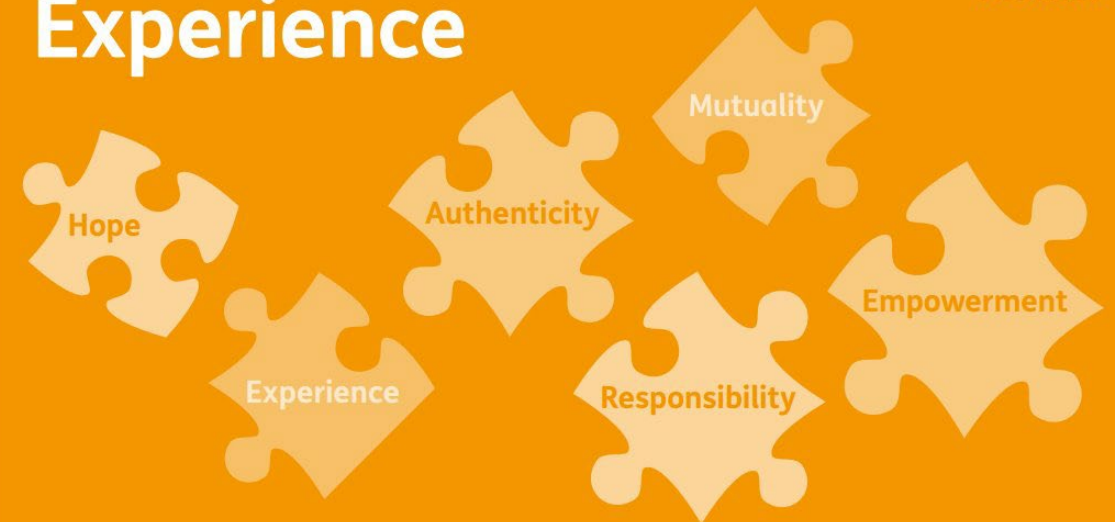 Experience
Mutuality
Hope
Authenticity
Empowerment
Experience
Responsibility